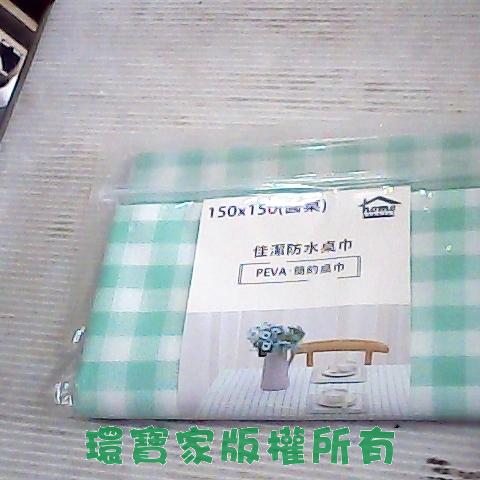 150x150(圓桌)
home
住潔防水桌巾
PEVA·簡約桌巾
環寶家版權所有